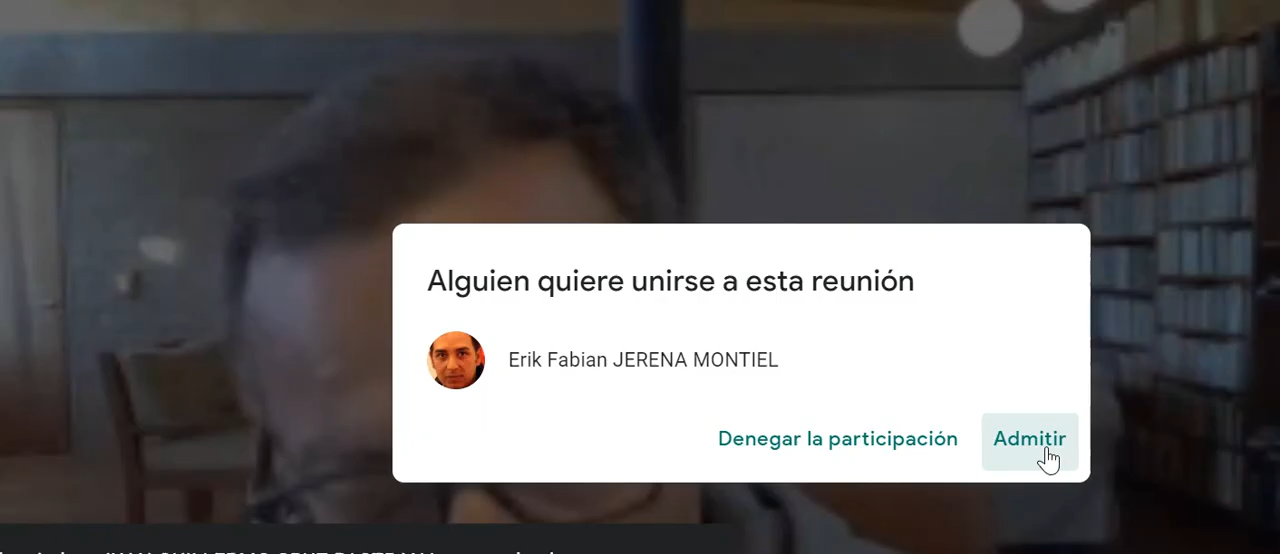 Alguien quiere unirse a esta reunión
Erik Fabian JERENA MONTIEL
Denegar la participación
Admitir